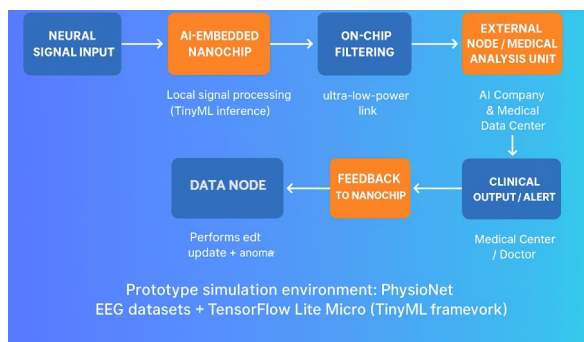 NEURAL
SIGNAL INPUT
AI-EMBEDDED
NANOCHIP
ON-CHIP
FILTERING
EXTERNAL
NODE / MEDICAL
ANALYSIS UNIT
Local signal processing
(TinyML inference)
ultra-low-power
link
AI Company
& Medical
Data Center
DATA NODE
FEEDBACK
TO NANOCHIP
CLINICAL
OUTPUT / ALERT
Performs edt
update + anoma
Medical Center
/ Doctor
Prototype simulation environment: PhysioNet
EEG datasets + TensorFlow Lite Micro (TinyML framevork)